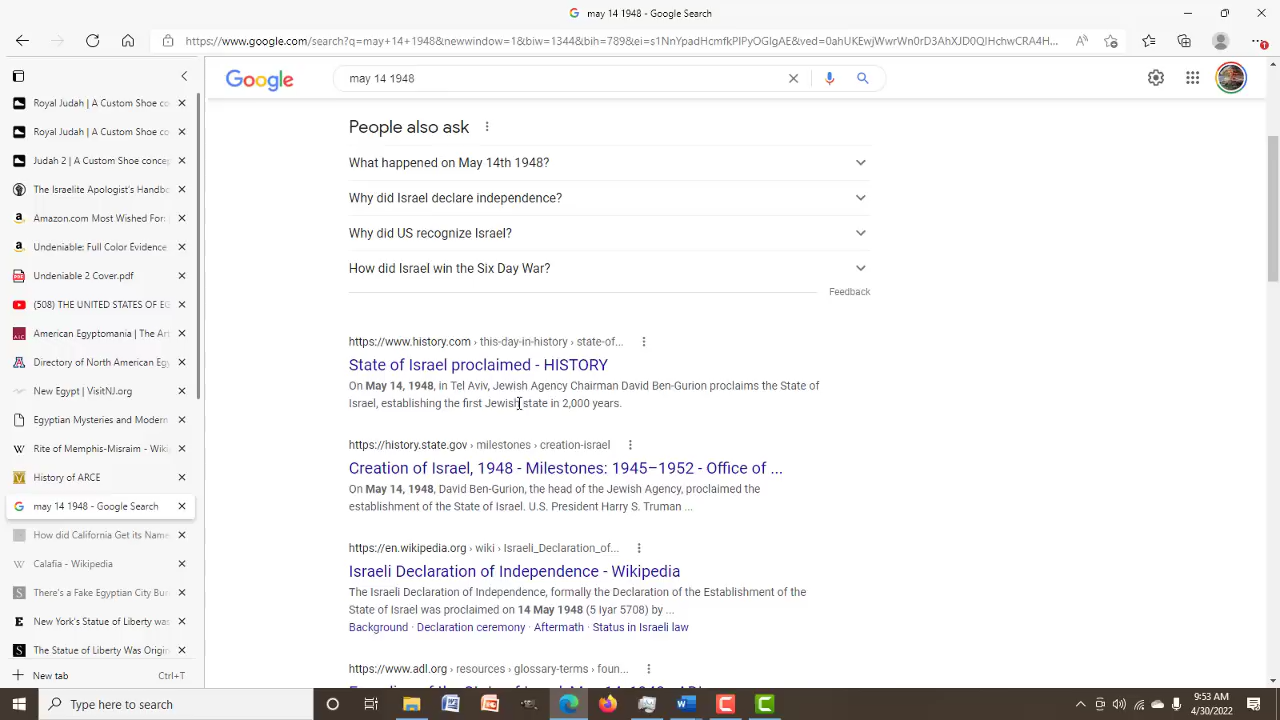 may 14 1948 - Google Search
https://www.google.com/search?q=may+14+1948&newwindow=1&biw=1344&bih=789&ei=s1NnYpadHcmfkPIPyOGIgAE&ved=0ahUKEwjWwrWn0rD3AhXJD0QIHchwCRA4H...
Google
may 14 1948
Royal Judah | A Custom Shoe co
Royal Judah | A Custom Shoe co
Judah 2 | A Custom Shoe concep
The Israelite Apologist's Handbo
Amazon.com Most Wished For:
Undeniable: Full Color Evidence
Undeniable 2 Cover.pdf
(508) THE UNITED STATES OF EG
American Egyptomania | The Art
Directory of North American Egy
New Egypt | VisitNJ.org
Egyptian Mysteries and Modern
Rite of Memphis-Misraim - Wiki
History of ARCE
may 14 1948 - Google Search
How did California Get its Name
Calafia - Wikipedia
There's a Fake Egyptian City Bur
New York's Statue of Liberty was
The Statue of Liberty Was Origin
New tab
Ctrl+T
People also ask
What happened on May 14th 1948?
Why did Israel declare independence?
Why did US recognize Israel?
How did Israel win the Six Day War?
Feedback
https://www.history.com › this-day-in-history › state-of...
State of Israel proclaimed - HISTORY
On May 14, 1948, in Tel Aviv, Jewish Agency Chairman David Ben-Gurion proclaims the State of
Israel, establishing the first Jewish state in 2,000 years.
https://history.state.gov › milestones › creation-israel
Creation of Israel, 1948 - Milestones: 1945–1952 - Office of ...
On May 14, 1948, David Ben-Gurion, the head of the Jewish Agency, proclaimed the
establishment of the State of Israel. U.S. President Harry S. Truman ...
https://en.wikipedia.org › wiki › Israeli_Declaration_of...
Israeli Declaration of Independence - Wikipedia
The Israeli Declaration of Independence, formally the Declaration of the Establishment of the
State of Israel was proclaimed on 14 May 1948 (5 Iyar 5708) by ...
Background · Declaration ceremony · Aftermath · Status in Israeli law
https://www.adl.org › resources › glossary-terms › foun...
Type here to search
9:53 AM
4/30/2022